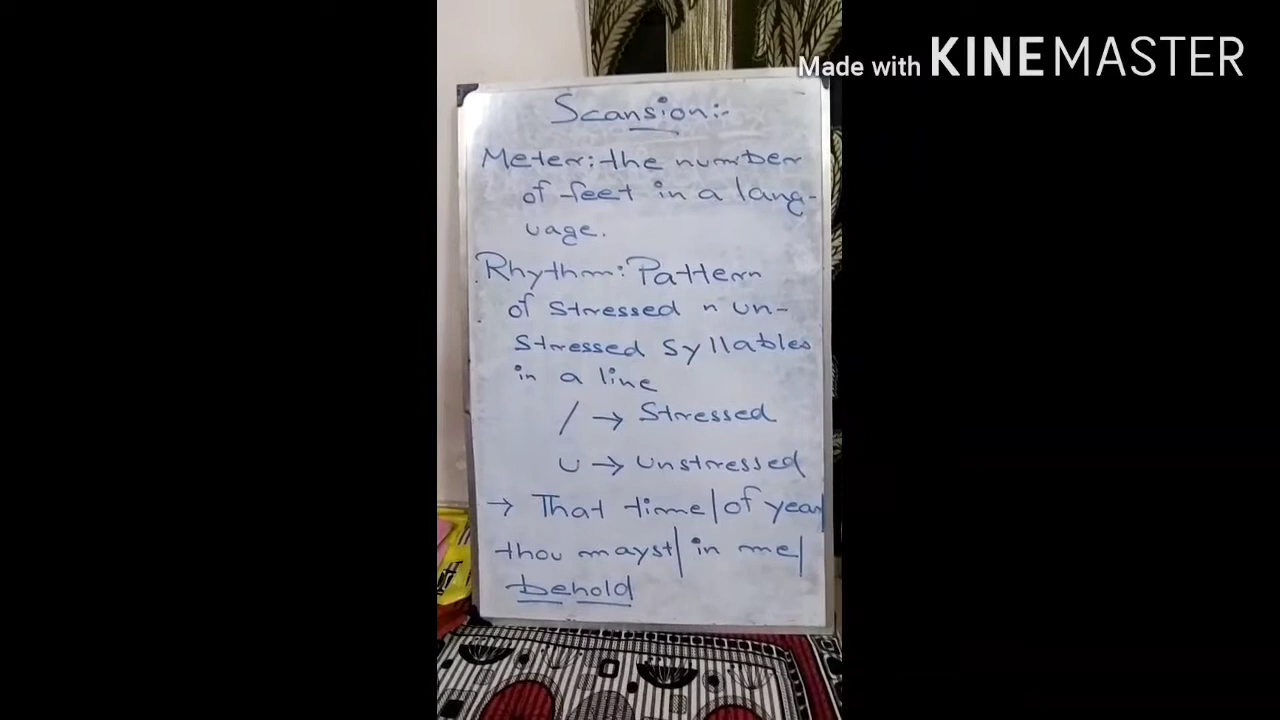 Made with KINEMASTER
Scansion:-
Meter: the number
of feet in a lang-
uage.
Rhythm: Pattern
of stressed n un-
stressed syllables
in a line
/ → Stressed
∪ → unstressed
→ That time/of year/
thou mayst/in me/
behold